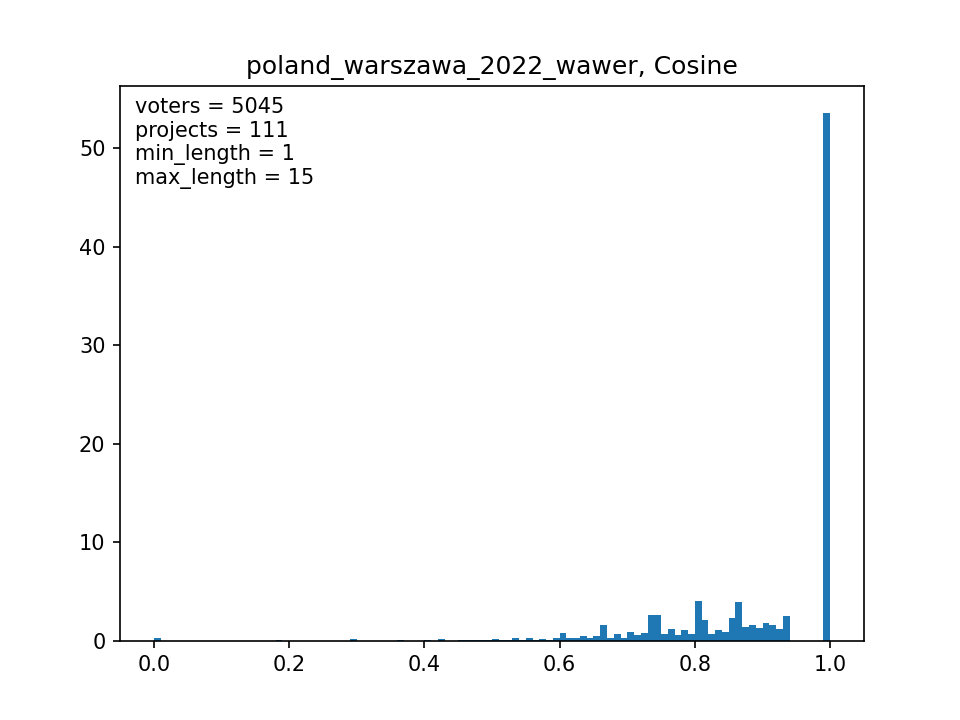 poland_warszawa_2022_wawer, Cosine
voters = 5045
projects = 111
min_length = 1
max_length = 15
50
40
30
20
10
0
0.0 0.2 0.4 0.6 0.8 1.0